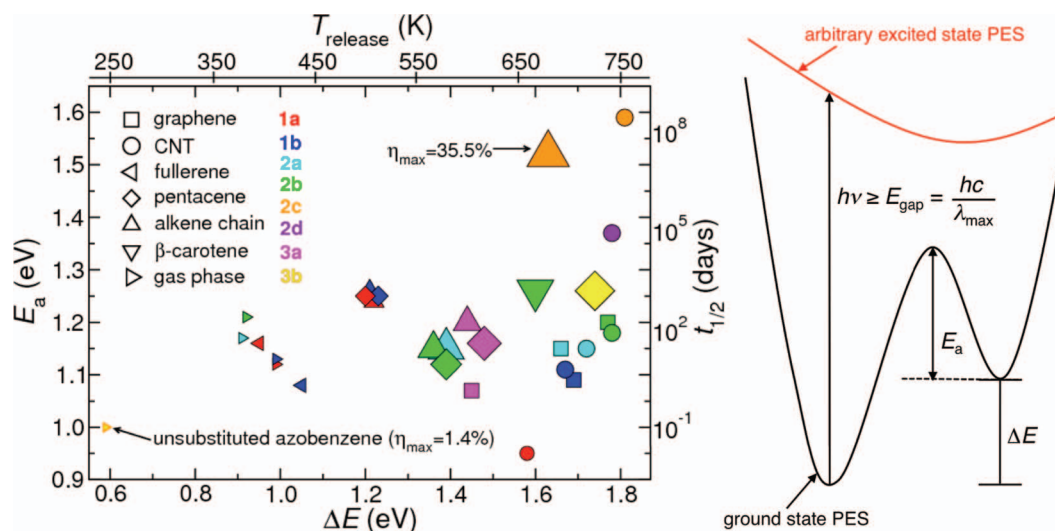 T_release (K)
250 350 450 550 650 750
E_a (eV)
1.6
1.5
1.4
1.3
1.2
1.1
1.0
0.9
graphene
CNT
fullerene
pentacene
alkene chain
β-carotene
gas phase
1a
1b
2a
2b
2c
2d
3a
3b
η_max=35.5%
unsubstituted azobenzene (η_max=1.4%)
10^8
10^5
10^2
10^-1
t_1/2 (days)
0.6 0.8 1.0 1.2 1.4 1.6 1.8
ΔE (eV)
arbitrary excited state PES
hν ≥ E_gap = hc/λ_max
E_a
ΔE
ground state PES